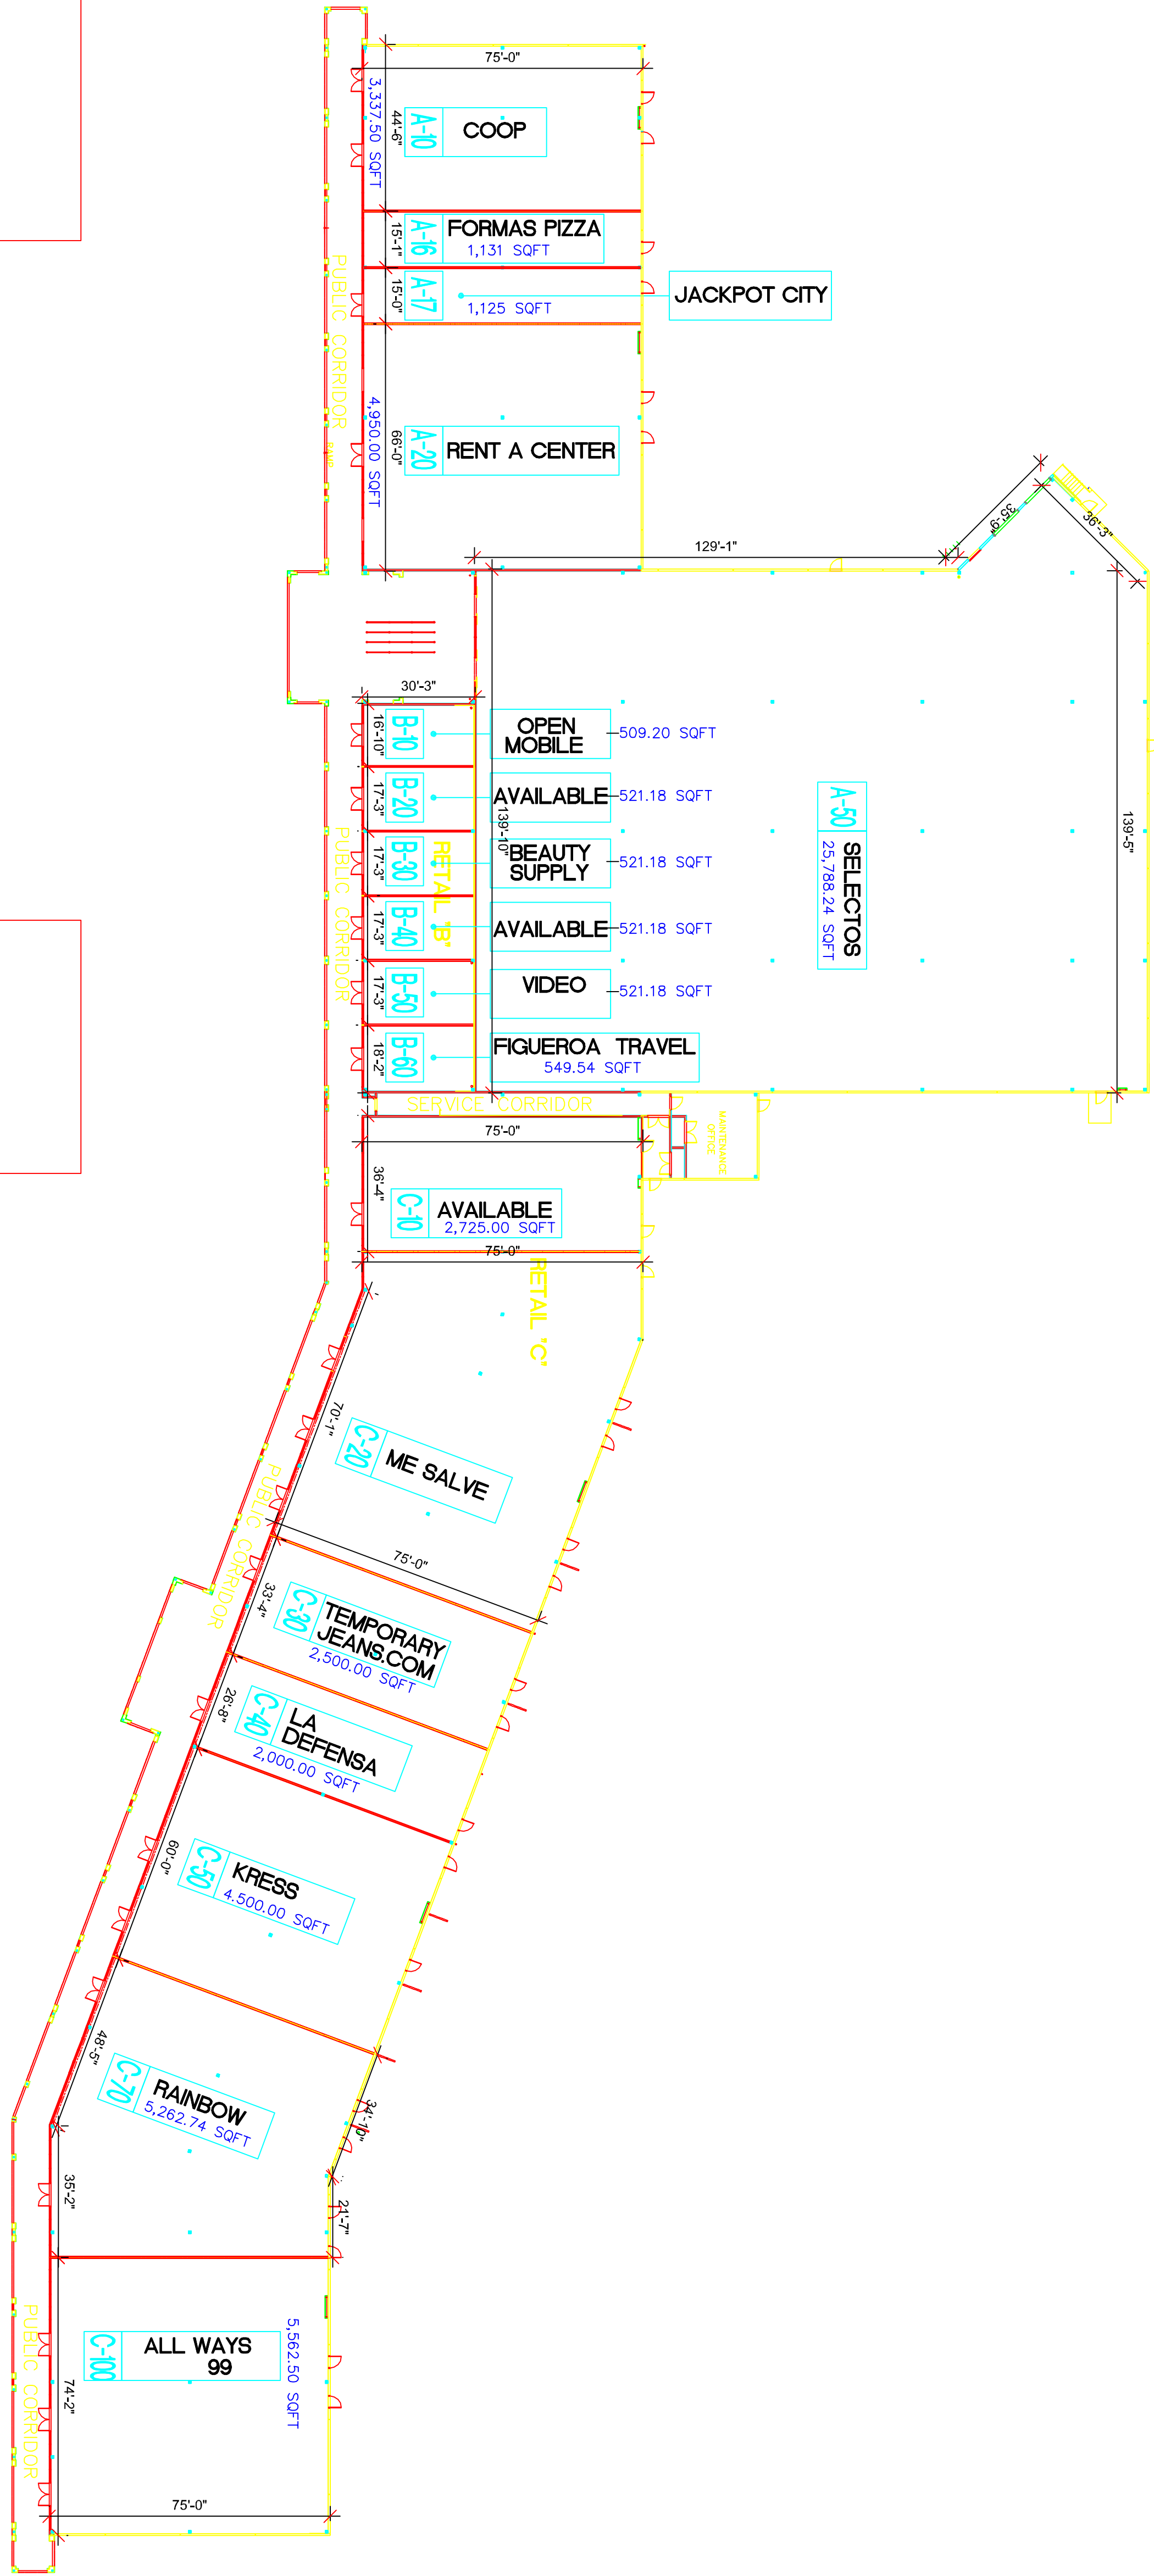 75'-0"
44'-6"
3,337.50 SQFT
A-10
COOP
15'-1"
A-16
FORMAS PIZZA
1,131 SQFT
15'-0"
A-17
1,125 SQFT
JACKPOT CITY
PUBLIC CORRIDOR
66'-0"
4,950.00 SQFT
A-20
RENT A CENTER
129'-1"
35'-9"
36'-3"
139'-5"
30'-3"
139'-10"
A-50
SELECTOS
25,788.24 SQFT
16'-10"
B-10
OPEN
MOBILE
509.20 SQFT
17'-3"
B-20
AVAILABLE
521.18 SQFT
PUBLIC CORRIDOR
RETAIL "B"
17'-3"
B-30
BEAUTY
SUPPLY
521.18 SQFT
17'-3"
B-40
AVAILABLE
521.18 SQFT
17'-3"
B-50
VIDEO
521.18 SQFT
18'-2"
B-60
FIGUEROA TRAVEL
549.54 SQFT
SERVICE CORRIDOR
MAINTENANCE
OFFICE
75'-0"
36'-4"
C-10
AVAILABLE
2,725.00 SQFT
75'-0"
RETAIL "C"
70'-1"
C-20
ME SALVE
PUBLIC CORRIDOR
75'-0"
33'-4"
C-30
TEMPORARY
JEANS.COM
2,500.00 SQFT
26'-8"
C-40
LA
DEFENSA
2,000.00 SQFT
60'-0"
C-50
KRESS
4.500.00 SQFT
48'-5"
C-70
RAINBOW
5,262.74 SQFT
34'-10"
35'-2"
21'-7"
C-100
ALL WAYS
99
5,562.50 SQFT
74'-2"
PUBLIC CORRIDOR
75'-0"